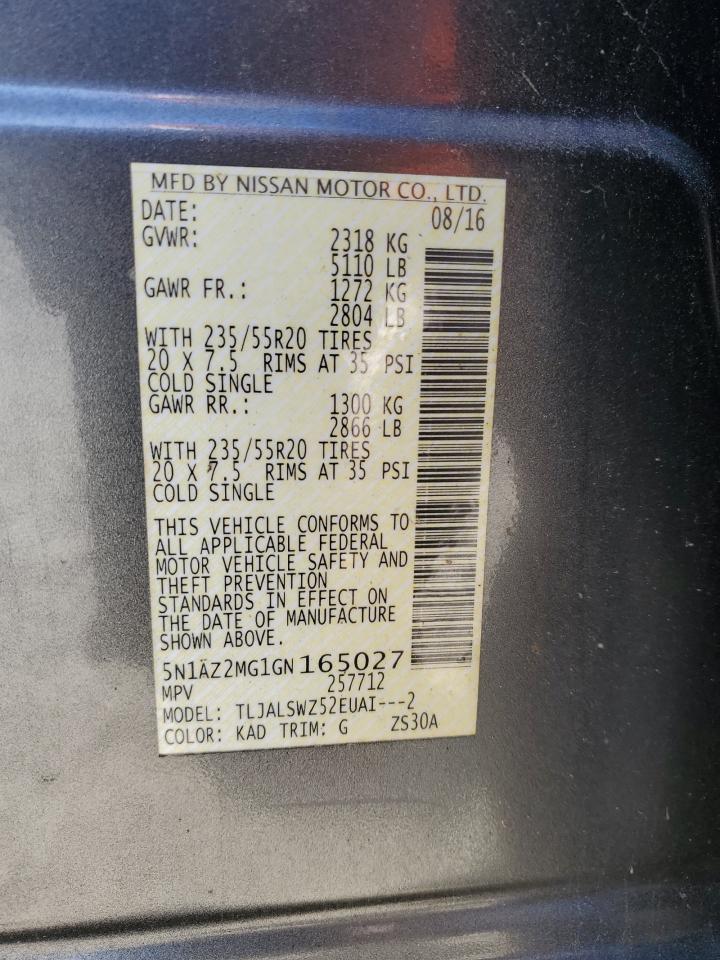 MFD BY NISSAN MOTOR CO., LTD.
DATE: 08/16
GVWR: 2318 KG
5110 LB
GAWR FR.: 1272 KG
2804 LB
WITH 235/55R20 TIRES
20 X 7.5 RIMS AT 35 PSI
COLD SINGLE
GAWR RR.: 1300 KG
2866 LB
WITH 235/55R20 TIRES
20 X 7.5 RIMS AT 35 PSI
COLD SINGLE
THIS VEHICLE CONFORMS TO
ALL APPLICABLE FEDERAL
MOTOR VEHICLE SAFETY AND
THEFT PREVENTION
STANDARDS IN EFFECT ON
THE DATE OF MANUFACTURE
SHOWN ABOVE.
5N1AZ2MG1GN165027
MPV 257712
MODEL: TLJALSWZ52EUAI---2
COLOR: KAD TRIM: G ZS30A